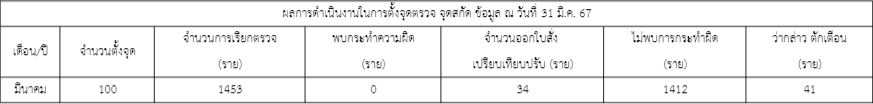 ผลการดำเนินงานในการตั้งจุดตรวจ จุดสกัด ข้อมูล ณ วันที่ 31 มี.ค. 67
เดือน/ปี จำนวนตั้งจุด จำนวนการเรียกตรวจ (ราย) พบกระทำความผิด (ราย) จำนวนออกใบสั่ง เปรียบเทียบปรับ (ราย) ไม่พบการกระทำผิด (ราย) ว่ากล่าว ตักเตือน (ราย)
มีนาคม 100 1453 0 34 1412 41